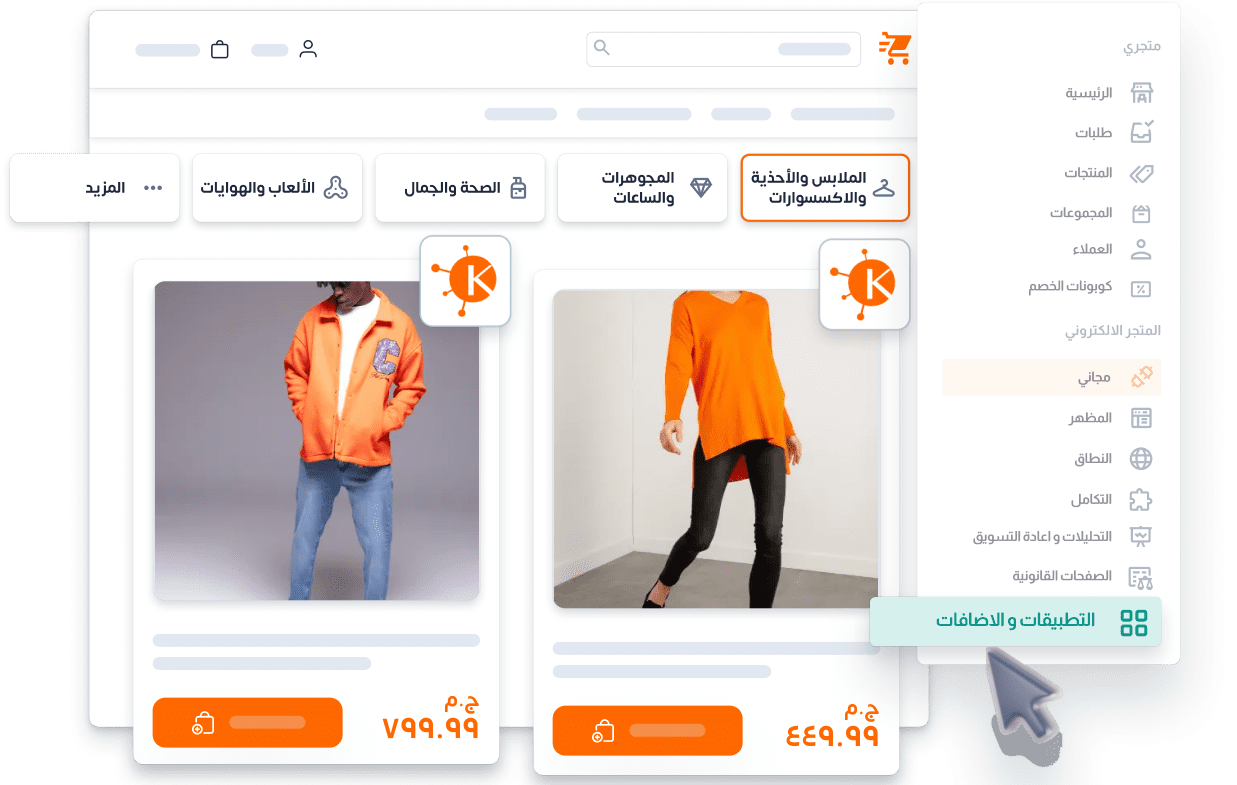 متجري
الرئيسية
طلبات
المنتجات
المجموعات
العملاء
كوبونات الخصم
المتجر الالكتروني
مجاني
المظهر
النطاق
التكامل
التحليلات و اعادة التسويق
الصفحات القانونية
التطبيقات و الاضافات
الملابس والأحذية
والاكسسوارات
المجوهرات
والساعات
الصحة والجمال
الألعاب والهوايات
المزيد
K
K
C
ج.م
٤٤٩.٩٩
ج.م
٧٩٩.٩٩